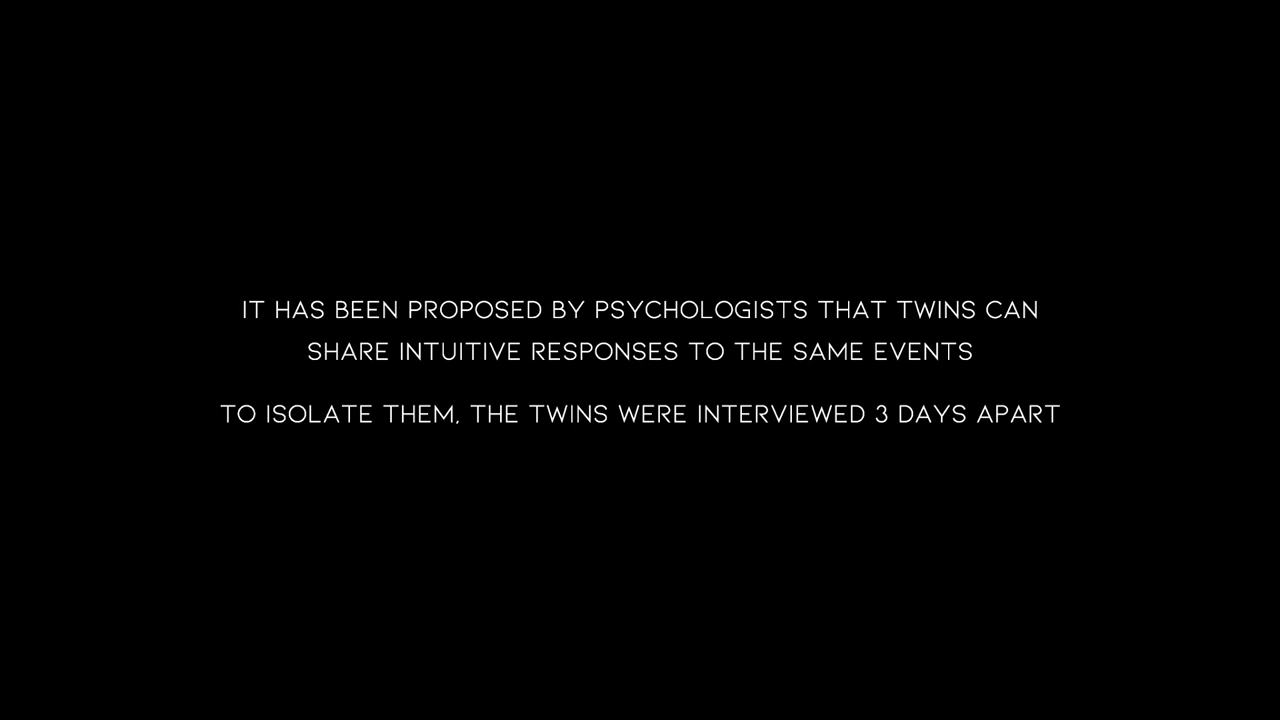 IT HAS BEEN PROPOSED BY PSYCHOLOGISTS THAT TWINS CAN
SHARE INTUITIVE RESPONSES TO THE SAME EVENTS
TO ISOLATE THEM, THE TWINS WERE INTERVIEWED 3 DAYS APART